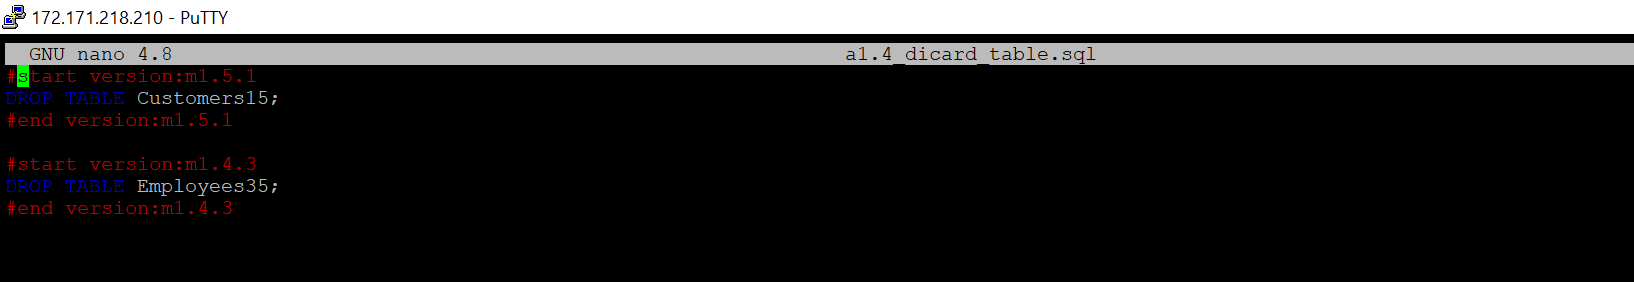 172.171.218.210 - PuTTY
GNU nano 4.8 a1.4_dicard_table.sql
#start version:m1.5.1
DROP TABLE Customers15;
#end version:m1.5.1
#start version:m1.4.3
DROP TABLE Employees35;
#end version:m1.4.3